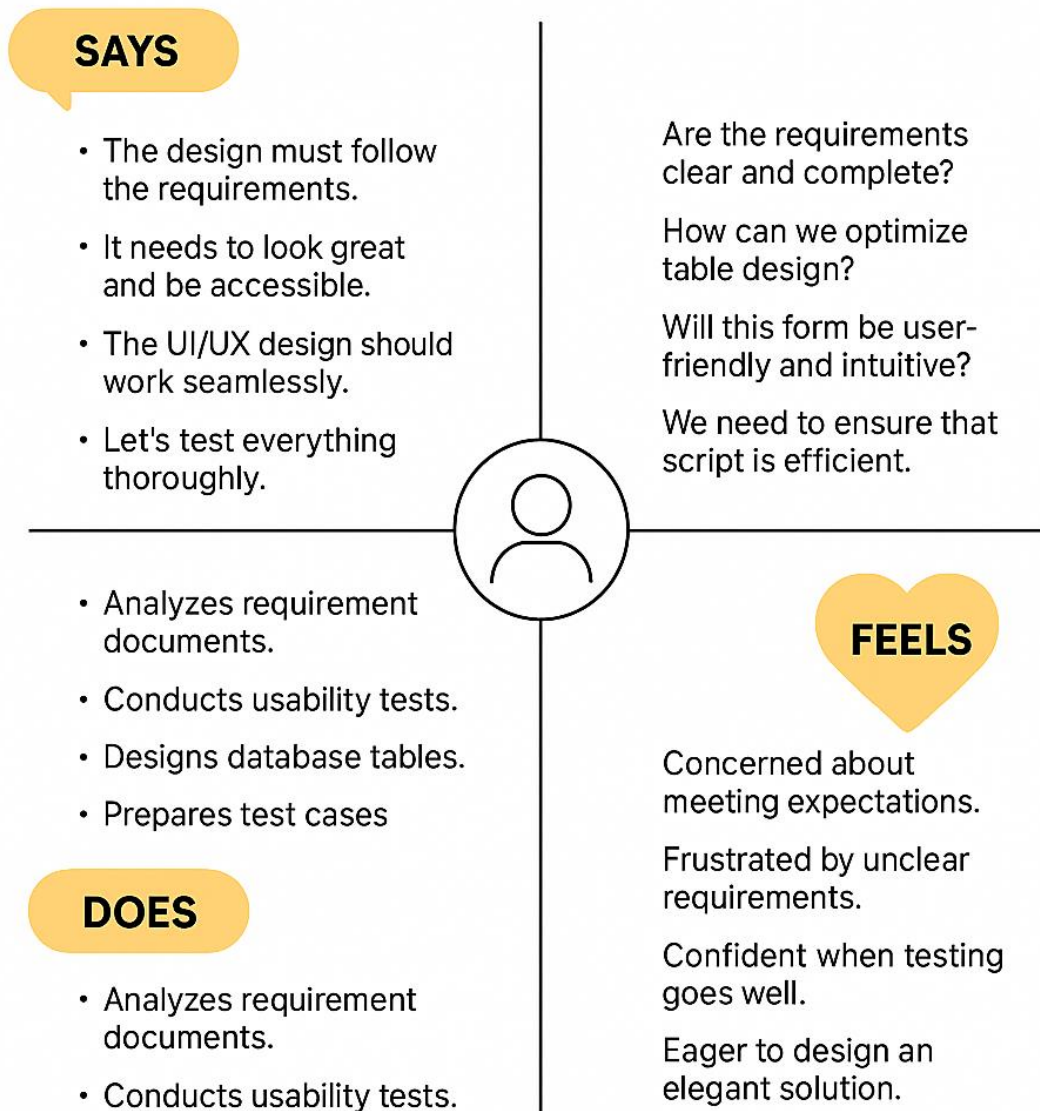 SAYS
• The design must follow
the requirements.
• It needs to look great
and be accessible.
• The UI/UX design should
work seamlessly.
• Let's test everything
thoroughly.
Are the requirements
clear and complete?
How can we optimize
table design?
Will this form be user-
friendly and intuitive?
We need to ensure that
script is efficient.
• Analyzes requirement
documents.
• Conducts usability tests.
• Designs database tables.
• Prepares test cases
DOES
• Analyzes requirement
documents.
• Conducts usability tests.
FEELS
Concerned about
meeting expectations.
Frustrated by unclear
requirements.
Confident when testing
goes well.
Eager to design an
elegant solution.